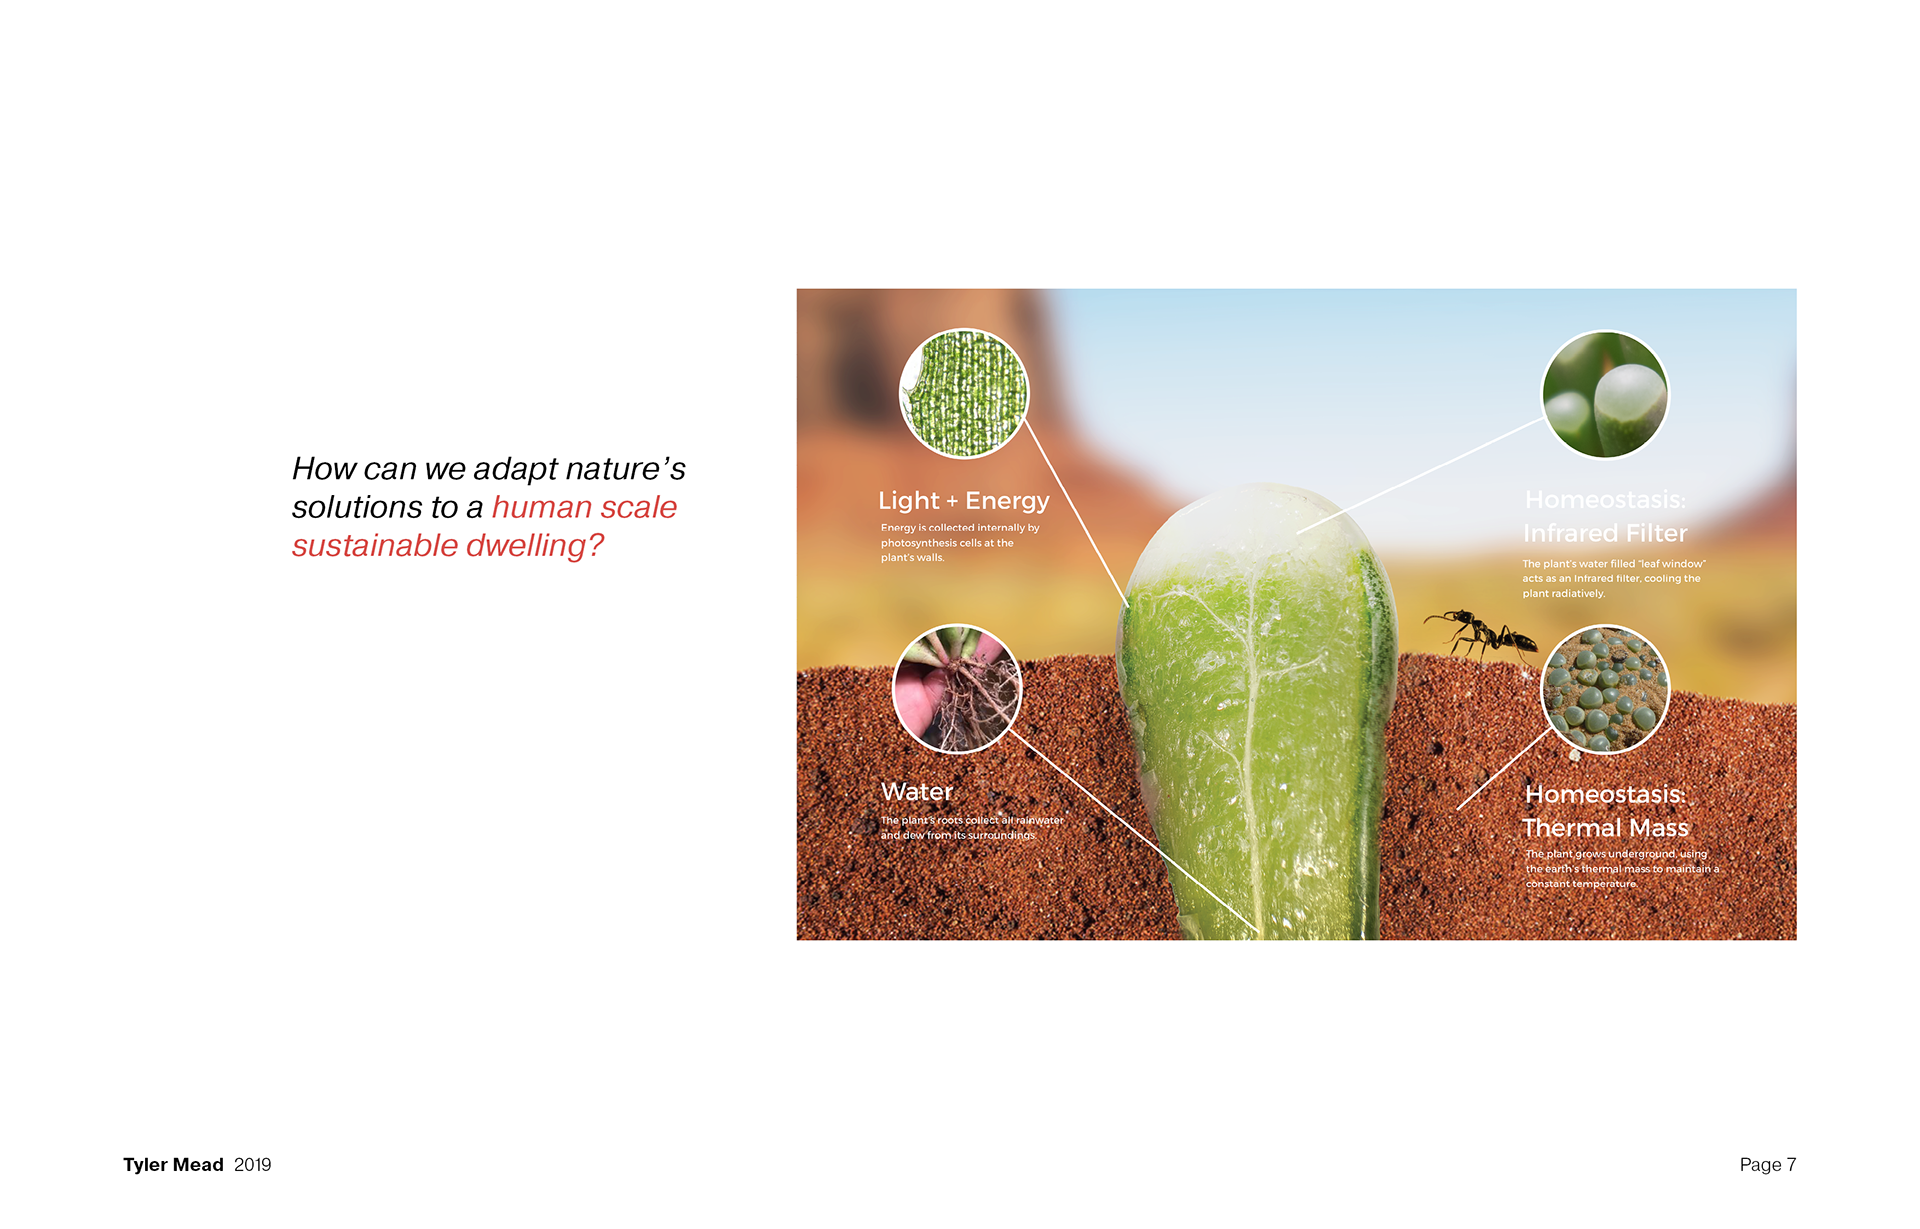 How can we adapt nature's
solutions to a human scale
sustainable dwelling?
Light + Energy
Energy is collected internally by
photosynthesis cells at the
plant's walls.
Homeostasis:
Infrared Filter
The plant's water filled "leaf window"
acts as an infrared filter, cooling the
plant radiatively.
Water
The plant's roots collect all rainwater
and dew from its surroundings.
Homeostasis:
Thermal Mass
The plant grows underground, using
the earth's thermal mass to maintain a
constant temperature.
Tyler Mead 2019
Page 7